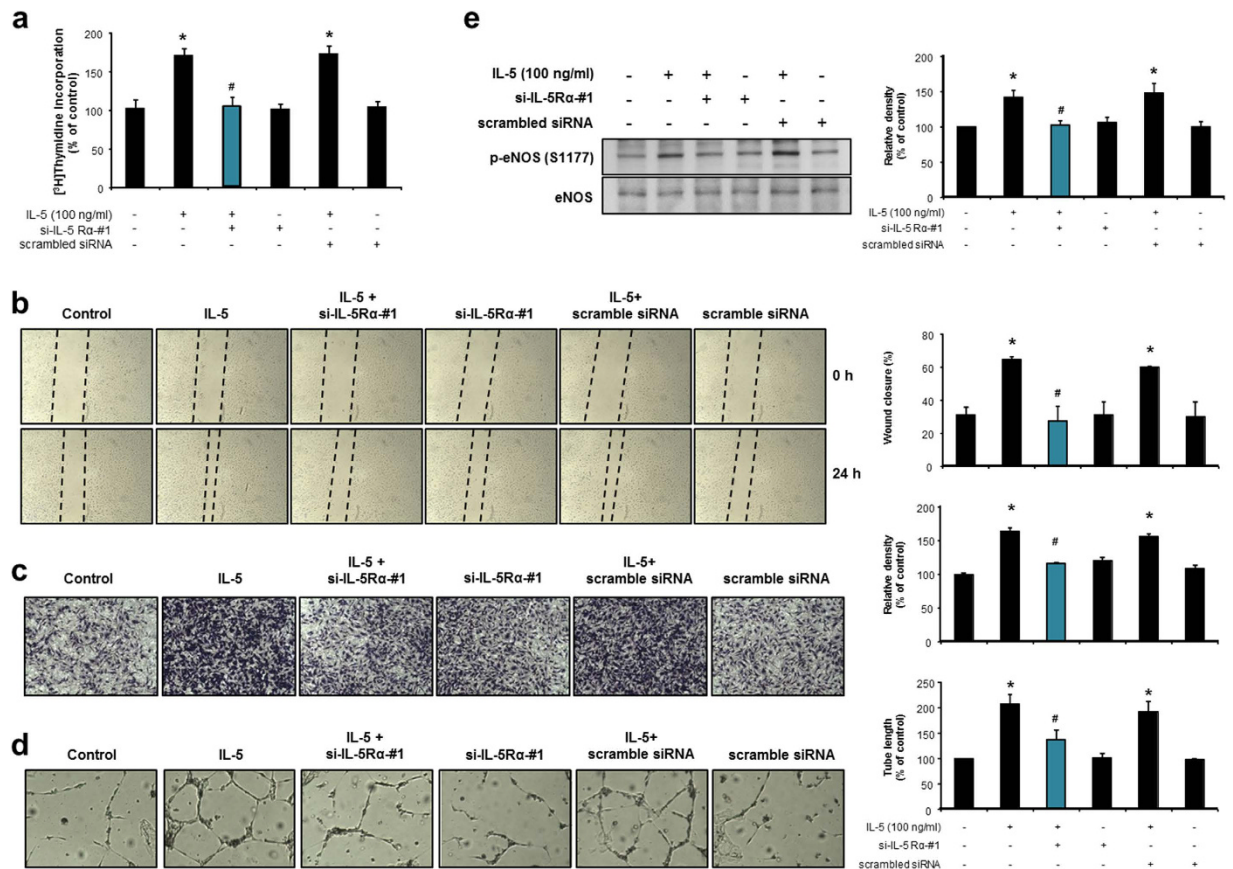 a
[³H]Thymidine Incorporation
(% of control)
200
150
100
50
0
*
#
*
IL-5 (100 ng/ml) - + + - + -
si-IL-5 Rα-#1 - - + + - -
scrambled siRNA - - - - + +
e
IL-5 (100 ng/ml) - + + - + -
si-IL-5Rα-#1 - - + + - -
scrambled siRNA - - - - + +
p-eNOS (S1177)
eNOS
Relative density
(% of control)
200
150
100
50
0
*
#
*
IL-5 (100 ng/ml) - + + - + -
si-IL-5 Rα-#1 - - + + - -
scrambled siRNA - - - - + +
b
Control
IL-5
IL-5 +
si-IL-5Rα-#1
si-IL-5Rα-#1
IL-5+
scramble siRNA
scramble siRNA
0 h
24 h
Wound closure (%)
80
60
40
20
0
*
#
*
c
Control
IL-5
IL-5 +
si-IL-5Rα-#1
si-IL-5Rα-#1
IL-5+
scramble siRNA
scramble siRNA
Relative density
(% of control)
200
150
100
50
0
*
#
*
d
Control
IL-5
IL-5 +
si-IL-5Rα-#1
si-IL-5Rα-#1
IL-5+
scramble siRNA
scramble siRNA
Tube length
(% of control)
250
200
150
100
50
0
*
#
*
IL-5 (100 ng/ml) - + + - + -
si-IL-5 Rα-#1 - - + + - -
scrambled siRNA - - - - + +